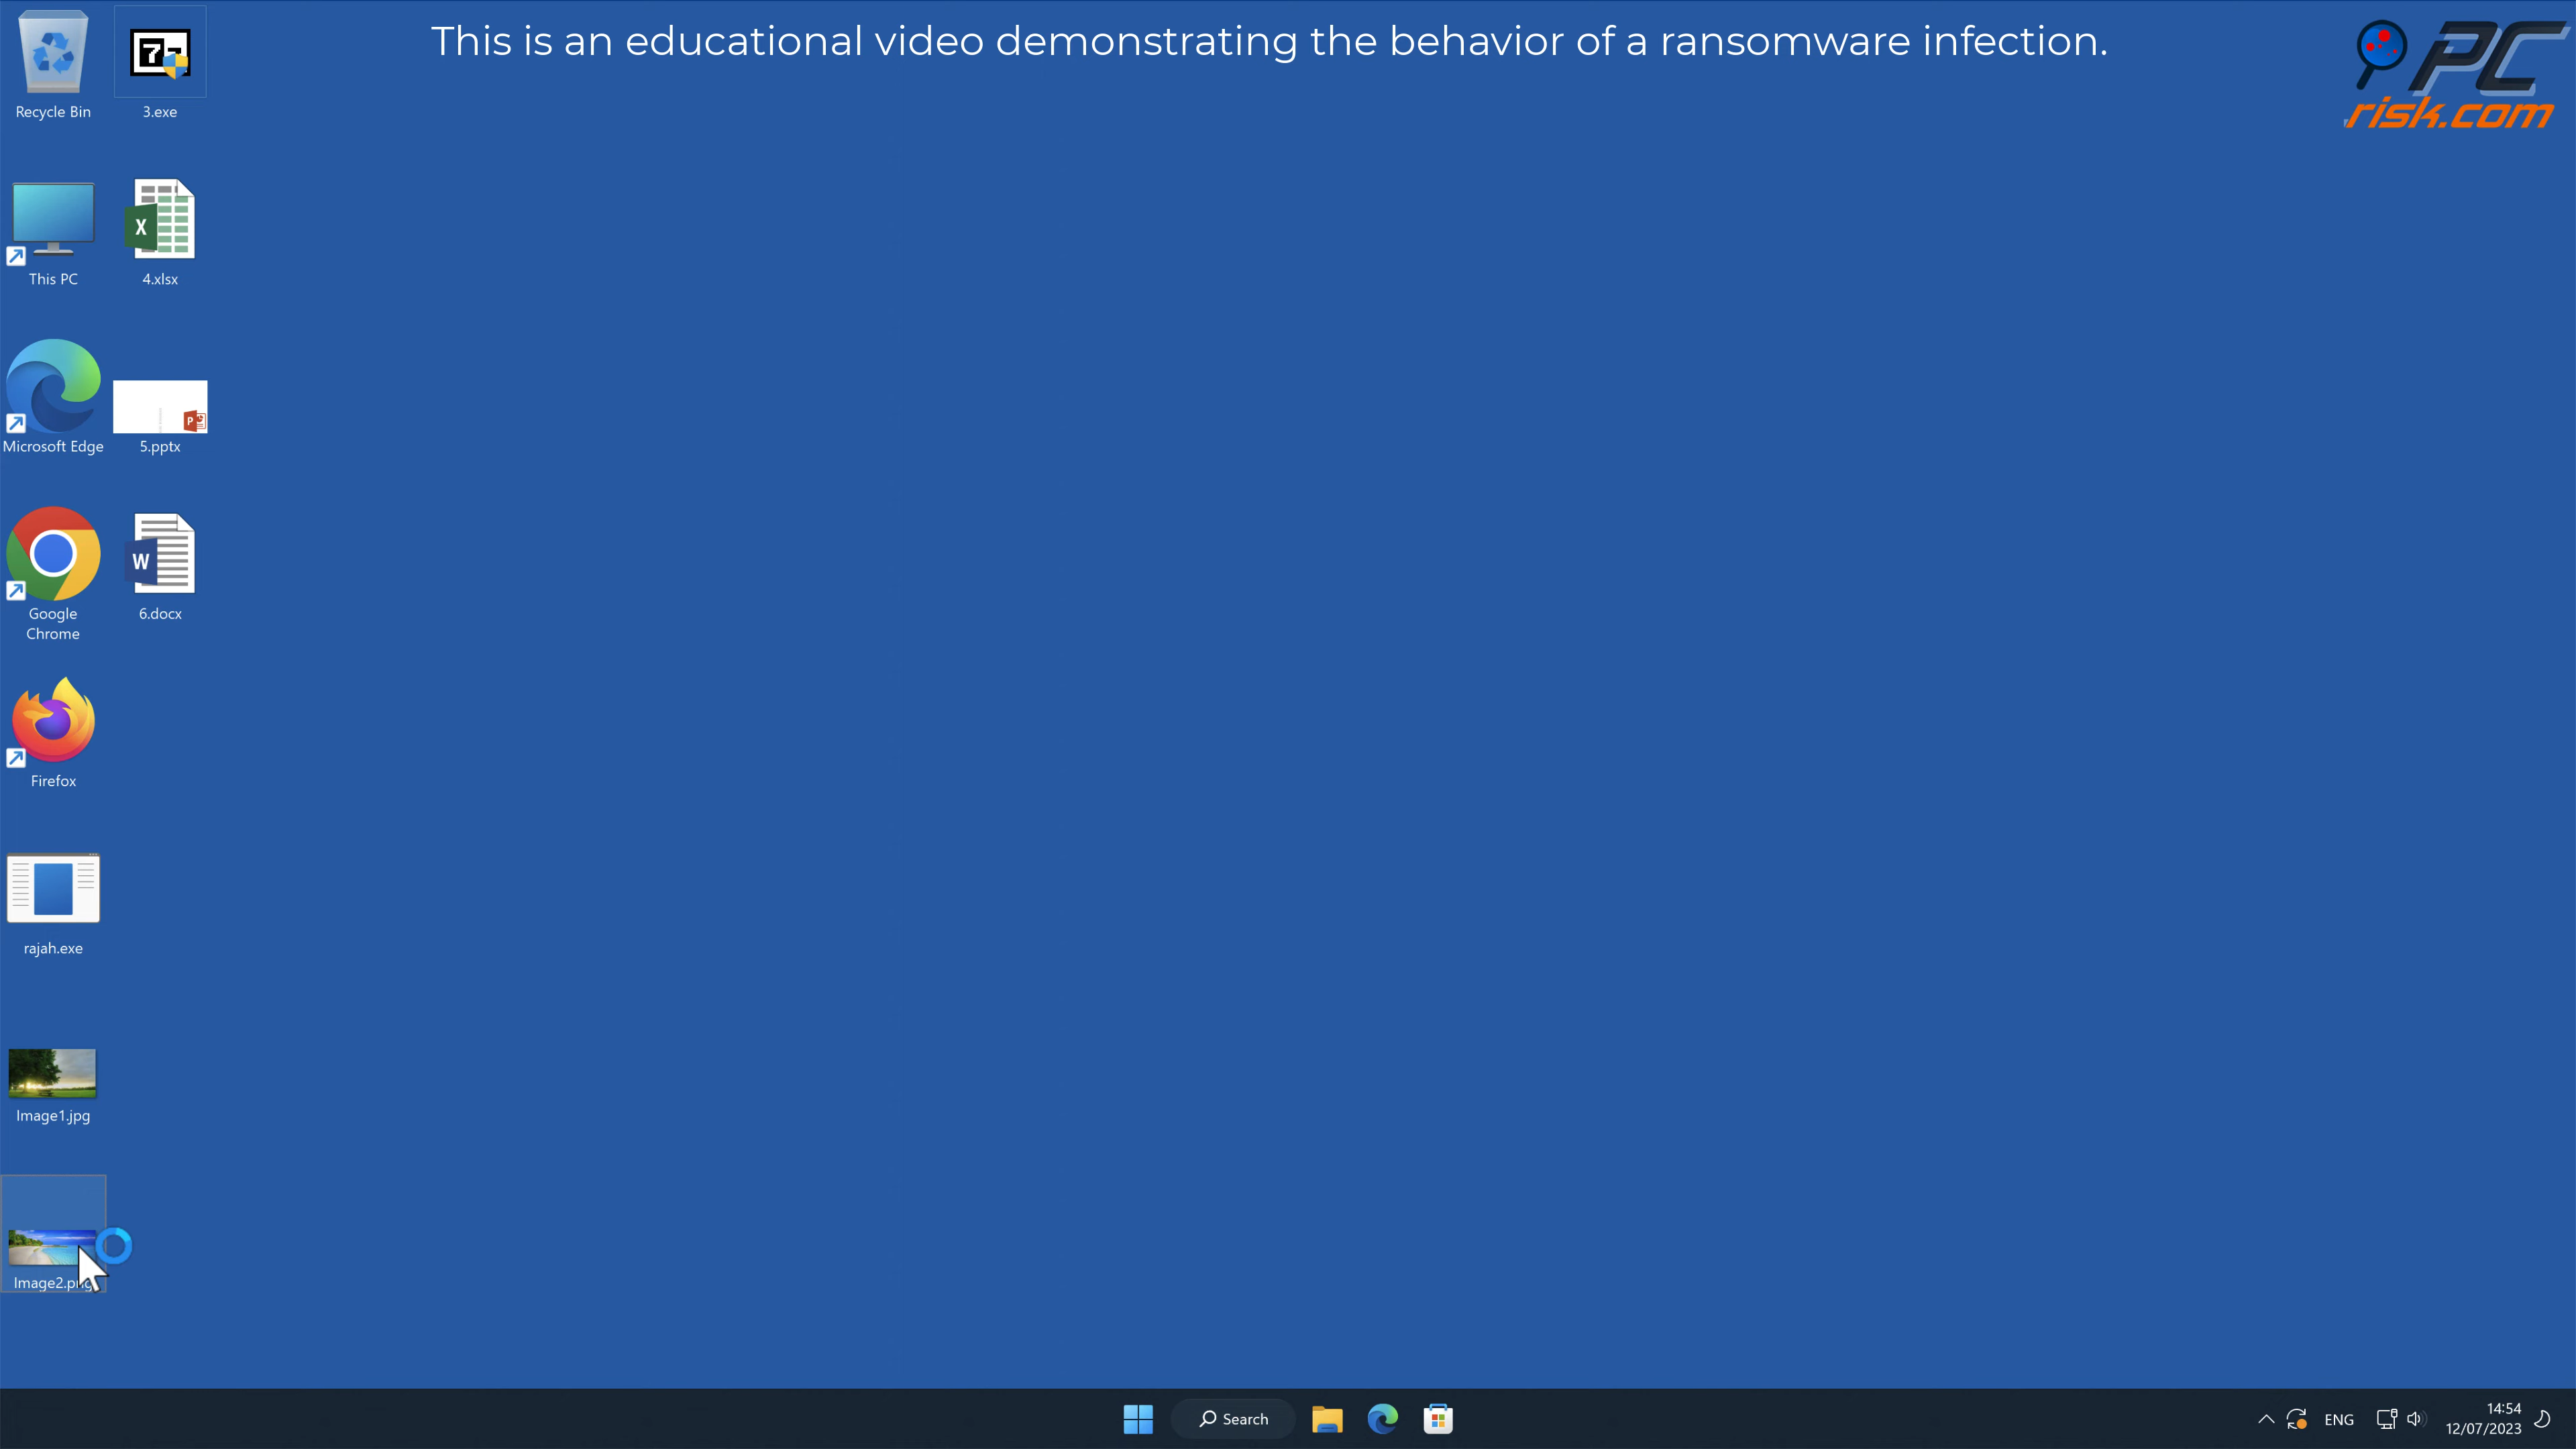 This is an educational video demonstrating the behavior of a ransomware infection.
PC
risk.com
Recycle Bin
3.exe
This PC
4.xlsx
Microsoft Edge
5.pptx
Google
Chrome
6.docx
Firefox
rajah.exe
Image1.jpg
Image2.png
Search
ENG
14:54
12/07/2023